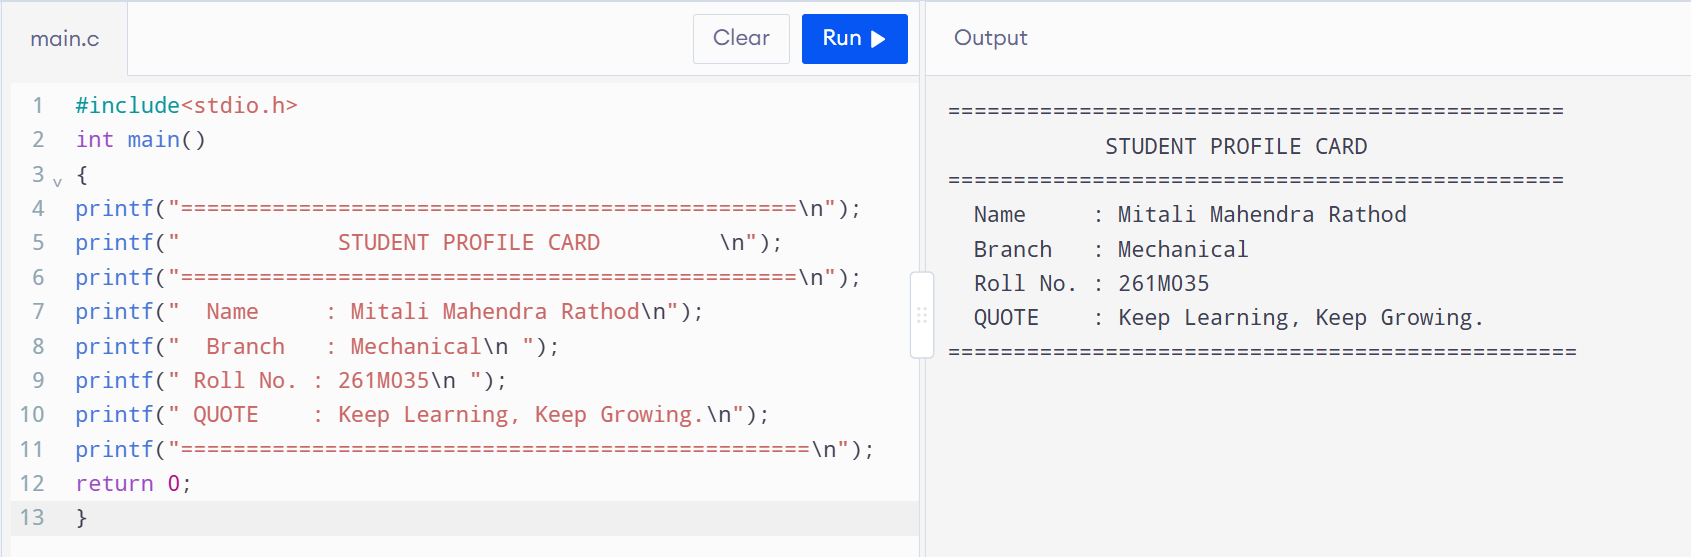 main.c
Clear
Run
1 #include<stdio.h>
2 int main()
3 {
4 printf("===============================================\n");
5 printf("            STUDENT PROFILE CARD         \n");
6 printf("===============================================\n");
7 printf("  Name     : Mitali Mahendra Rathod\n");
8 printf("  Branch   : Mechanical\n ");
9 printf(" Roll No. : 261M035\n ");
10 printf(" QUOTE    : Keep Learning, Keep Growing.\n");
11 printf("================================================\n");
12 return 0;
13 }
Output
===============================================
            STUDENT PROFILE CARD
===============================================
  Name     : Mitali Mahendra Rathod
  Branch   : Mechanical
  Roll No. : 261M035
  QUOTE    : Keep Learning, Keep Growing.
================================================